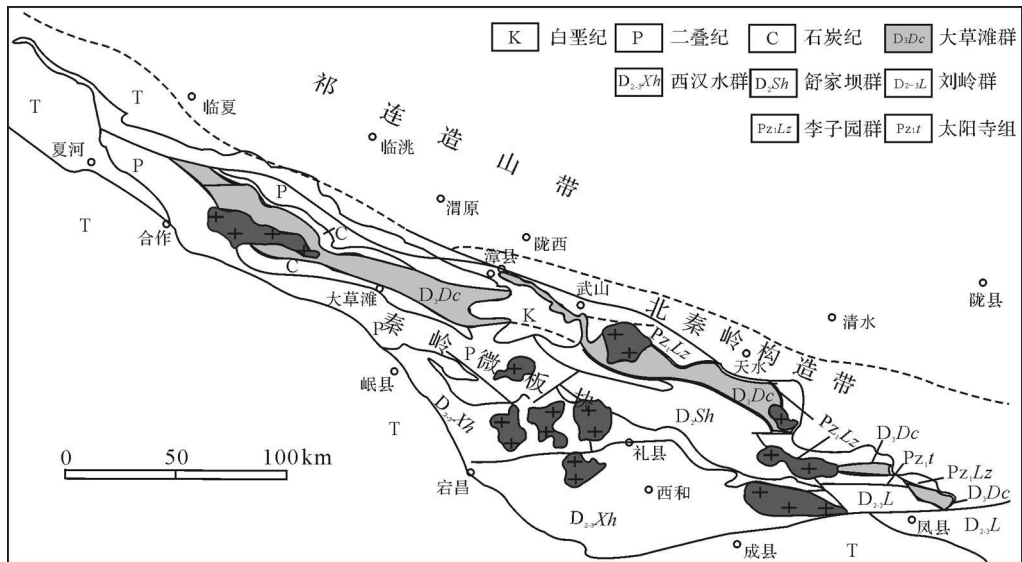 K 白垩纪 P 二叠纪 C 石炭纪 D₃Dc 大草滩群
D₂₋₃Xh 西汉水群 D₂Sh 舒家坝群 D₂₋₃L 刘岭群
Pz₁Lz 李子园群 Pz₁t 太阳寺组
祁连造山带
T
T
临夏
临洮
夏河
P
P
渭原
T
合作
C
陇西
漳县
C
D₃Dc
武山
陇县
大草滩
K
北秦岭构造带
清水
P
Pz₁Lz
秦岭微板块
P
天水
岷县
D₃Dc
D₂₋₃Xh
D₂Sh
T
Pz₁Lz
D₃Dc
礼县
Pz₁t
0 50 100 km
宕昌
Pz₁Lz
西和
D₂₋₃L
D₃Dc
D₂₋₃Xh
凤县
D₂₋₃L
成县
T